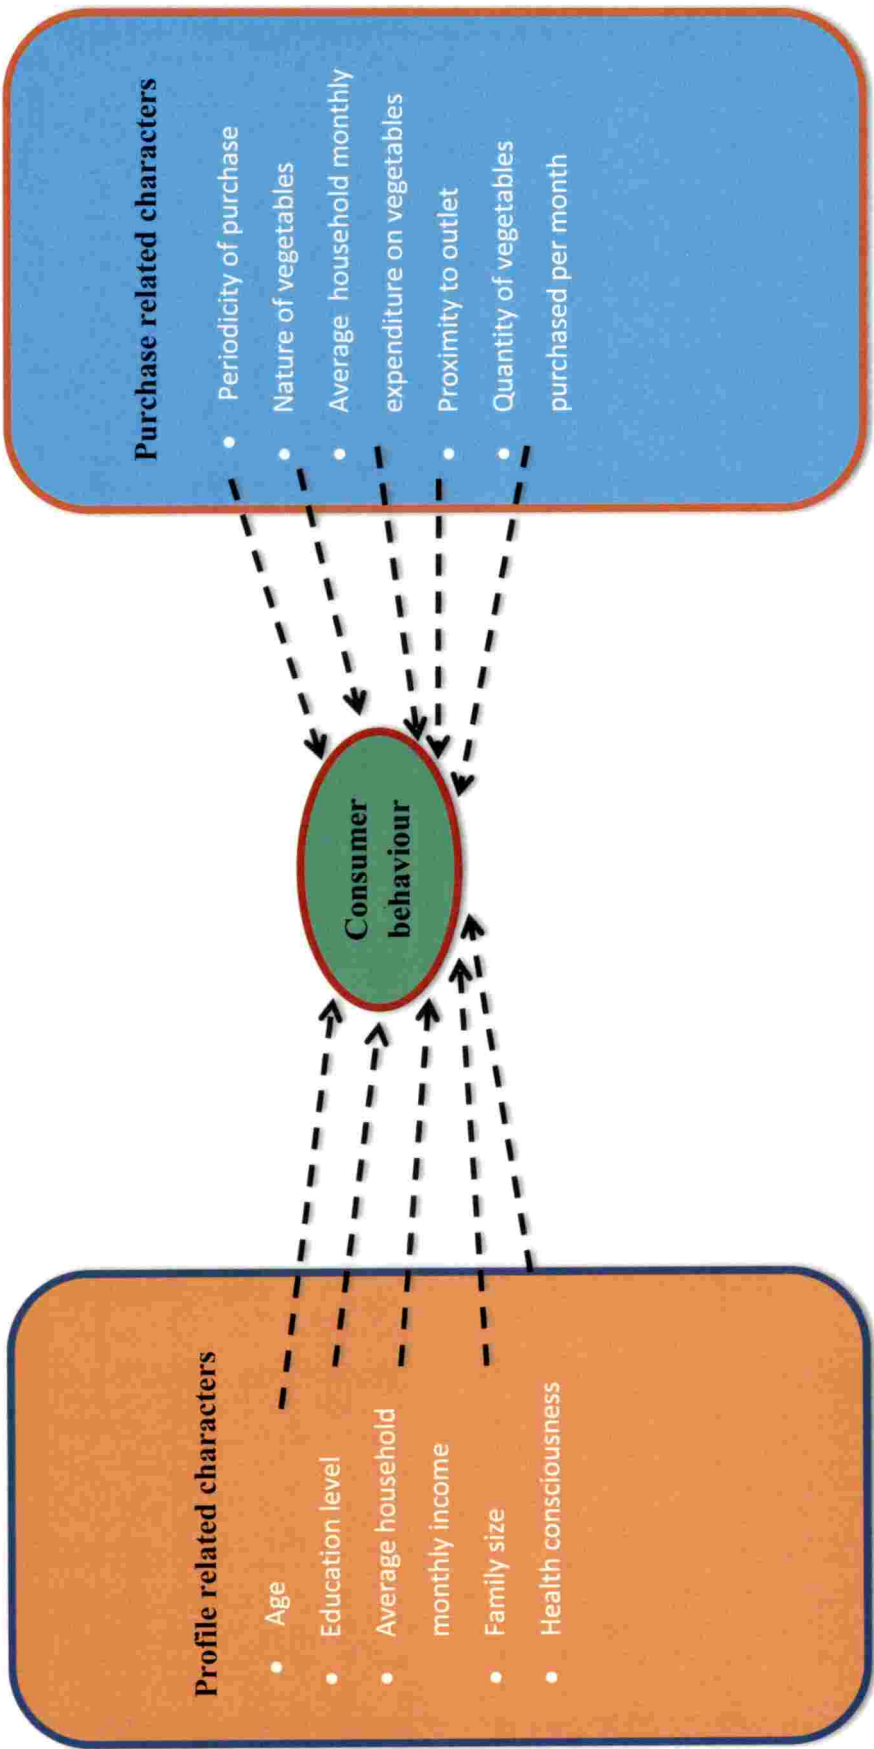 Profile related characters
• Age
• Education level
• Average household
monthly income
• Family size
• Health consciousness
Consumer
behaviour
Purchase related characters
• Periodicity of purchase
• Nature of vegetables
• Average household monthly
expenditure on vegetables
• Proximity to outlet
• Quantity of vegetables
purchased per month